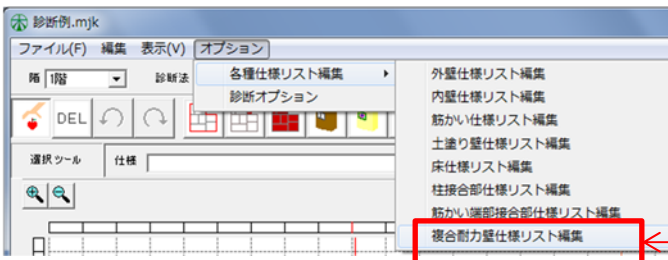 診断例.mjk
ファイル(F) 編集 表示(V) オプション
階 1階 診断法
各種仕様リスト編集
診断オプション
DEL
選択ツール 仕様
外壁仕様リスト編集
内壁仕様リスト編集
筋かい仕様リスト編集
土塗り壁仕様リスト編集
床仕様リスト編集
柱接合部仕様リスト編集
筋かい端部接合部仕様リスト編集
複合耐力壁仕様リスト編集